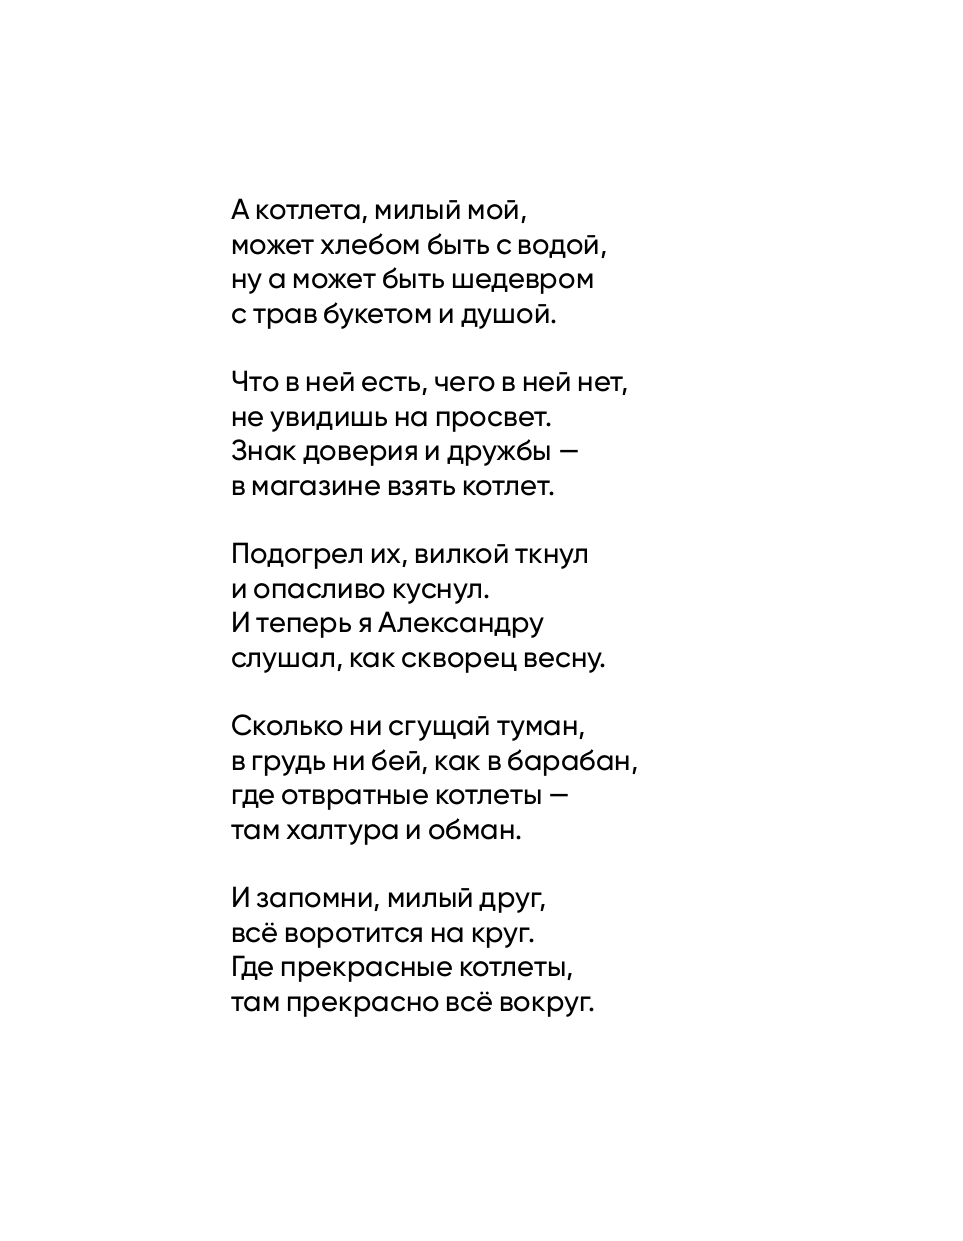 А котлета, милый мой,
может хлебом быть с водой,
ну а может быть шедевром
с трав букетом и душой.

Что в ней есть, чего в ней нет,
не увидишь на просвет.
Знак доверия и дружбы —
в магазине взять котлет.

Подогрел их, вилкой ткнул
и опасливо куснул.
И теперь я Александру
слушал, как скворец весну.

Сколько ни сгущай туман,
в грудь ни бей, как в барабан,
где отвратные котлеты —
там халтура и обман.

И запомни, милый друг,
всё воротится на круг.
Где прекрасные котлеты,
там прекрасно всё вокруг.